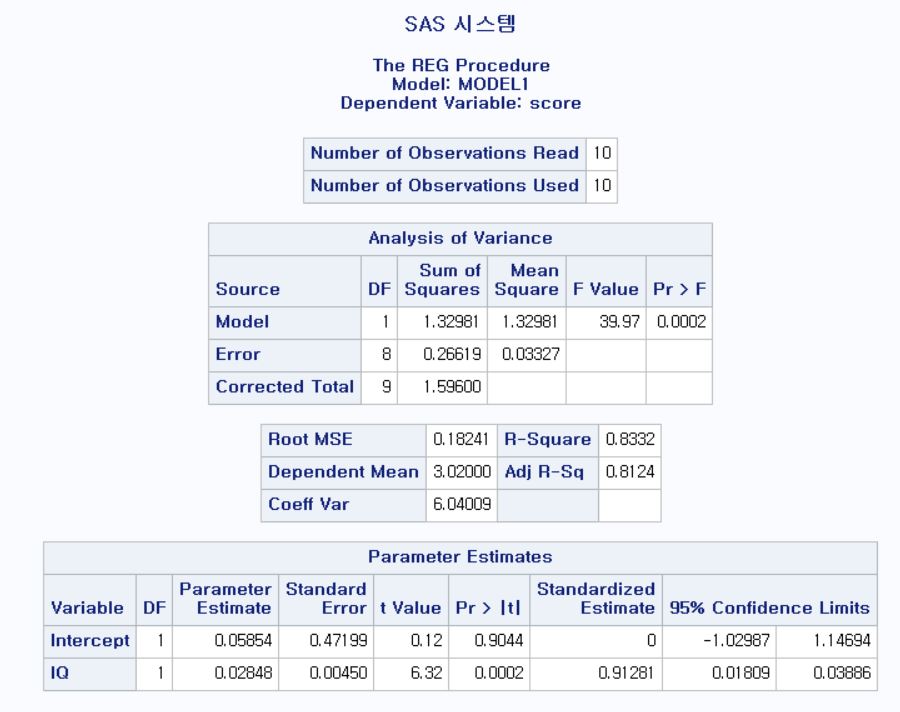 SAS 시스템
The REG Procedure
Model: MODEL1
Dependent Variable: score
Number of Observations Read 10
Number of Observations Used 10
Analysis of Variance
Source DF Sum of Squares Mean Square F Value Pr > F
Model 1 1.32981 1.32981 39.97 0.0002
Error 8 0.26619 0.03327
Corrected Total 9 1.59600
Root MSE 0.18241 R-Square 0.8332
Dependent Mean 3.02000 Adj R-Sq 0.8124
Coeff Var 6.04009
Parameter Estimates
Variable DF Parameter Estimate Standard Error t Value Pr > |t| Standardized Estimate 95% Confidence Limits
Intercept 1 0.05854 0.47199 0.12 0.9044 0 -1.02987 1.14694
IQ 1 0.02848 0.00450 6.32 0.0002 0.91281 0.01809 0.03886